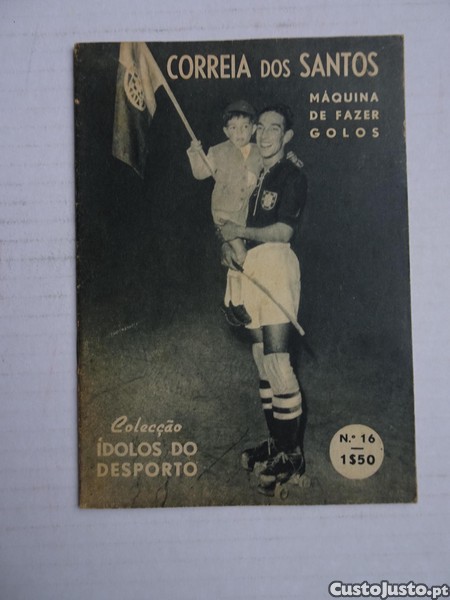 CORREIA DOS SANTOS
MÁQUINA
DE FAZER
GOLOS
Colecção
ÍDOLOS DO
DESPORTO
N.º 16
1$50
CustoJusto.pt